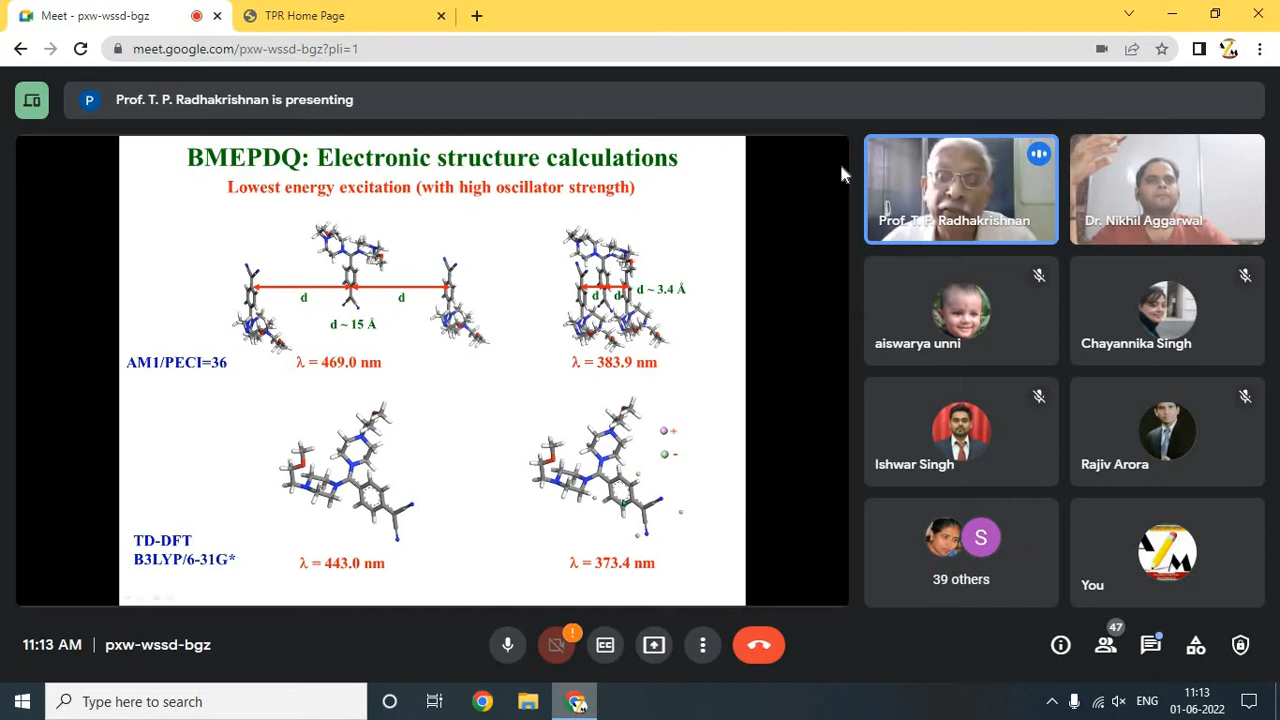 Meet - pxw-wssd-bgz
TPR Home Page
meet.google.com/pxw-wssd-bgz?pli=1
P
Prof. T. P. Radhakrishnan is presenting
BMEPDQ: Electronic structure calculations
Lowest energy excitation (with high oscillator strength)
d
d
d ~ 15 Å
d
d
d ~ 3.4 Å
AM1/PECI=36
λ = 469.0 nm
λ = 383.9 nm
+
-
TD-DFT
B3LYP/6-31G*
λ = 443.0 nm
λ = 373.4 nm
Prof. T. P. Radhakrishnan
Dr. Nikhil Aggarwal
aiswarya unni
Chayannika Singh
Ishwar Singh
Rajiv Arora
S
39 others
You
11:13 AM | pxw-wssd-bgz
47
Type here to search
ENG
11:13
01-06-2022